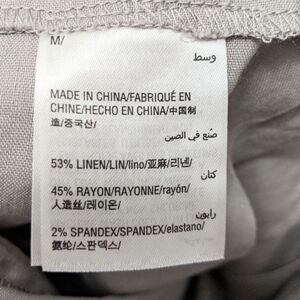 M/
وسط
MADE IN CHINA/FABRIQUÉ EN
CHINE/HECHO EN CHINA/中国制
造/중국산/
صُنع في الصين
53% LINEN/LIN/lino/亚麻/리넨/
كتان
45% RAYON/RAYONNE/rayón/
人造丝/레이온/
رايون
2% SPANDEX/SPANDEX/elastano/
氨纶/스판덱스/